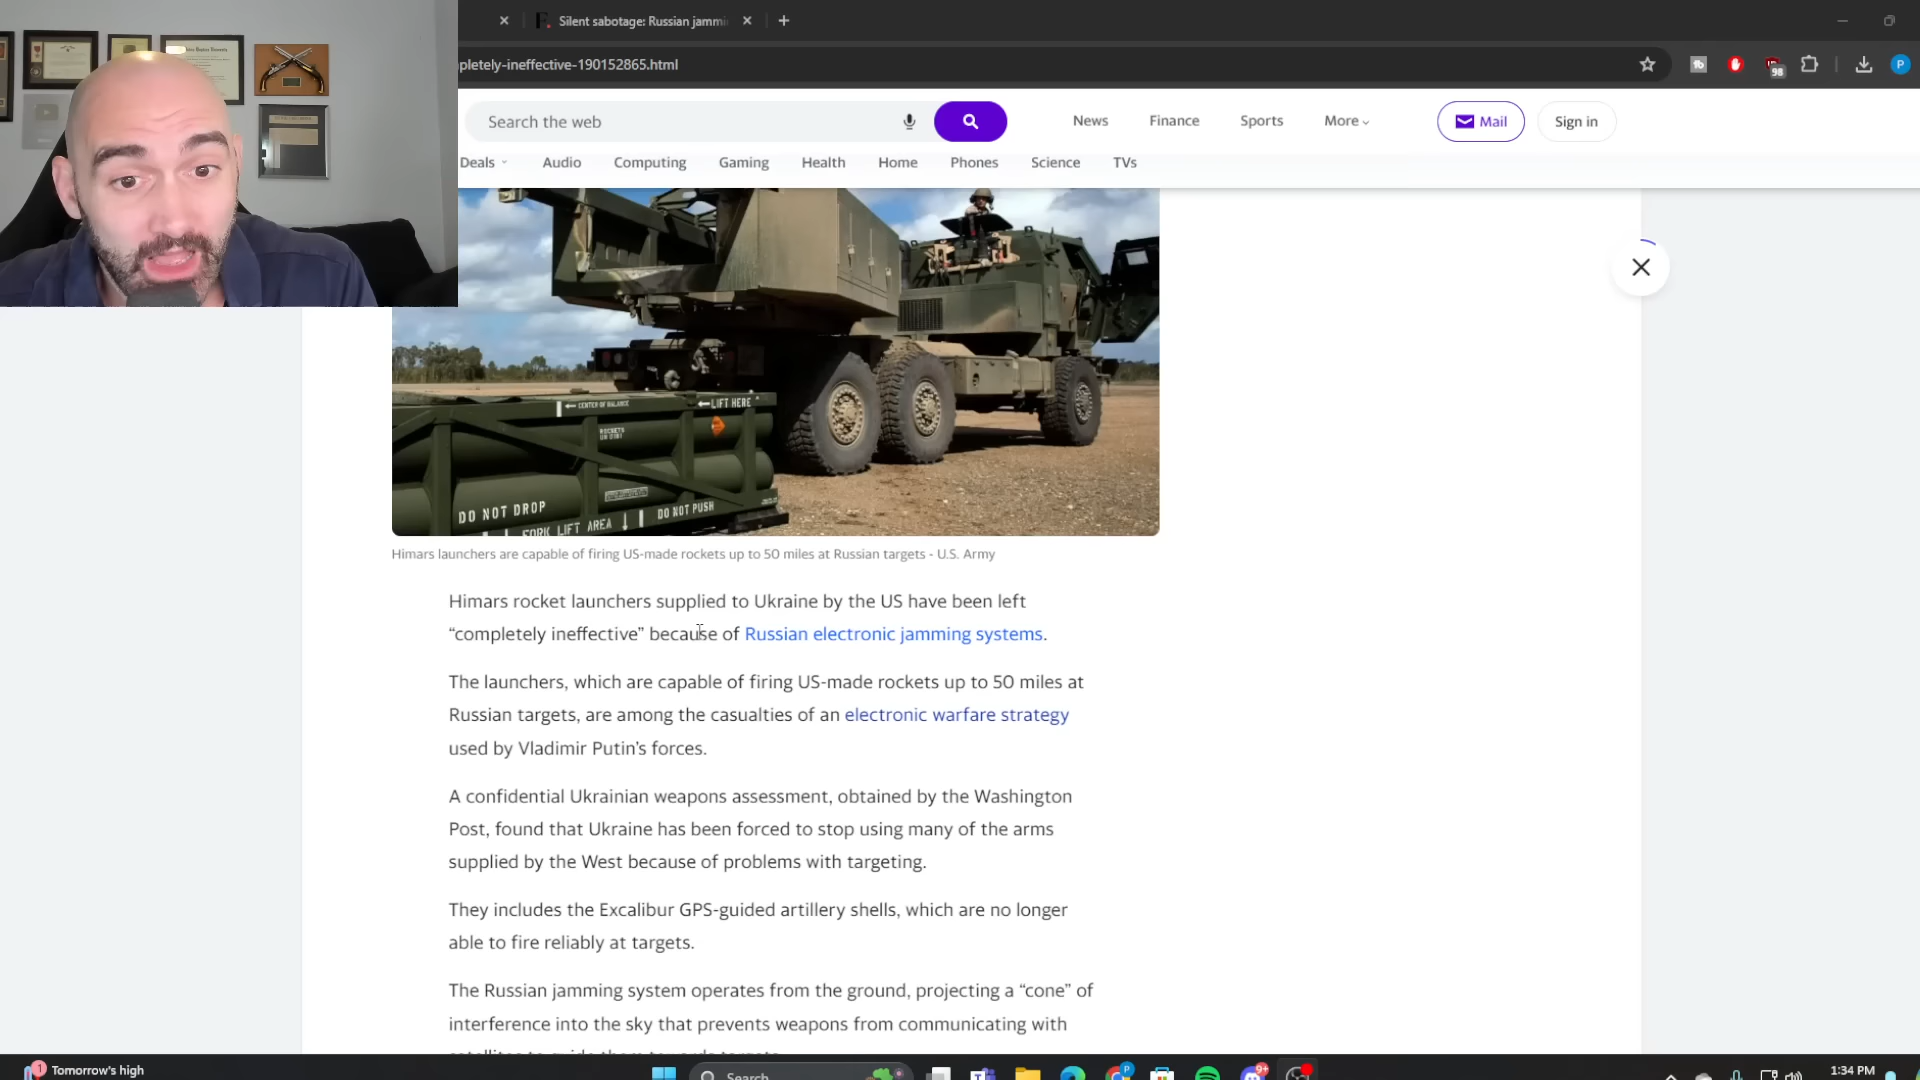 Silent sabotage: Russian jammi
pletely-ineffective-190152865.html
98
P
Search the web
News
Finance
Sports
More
Mail
Sign in
Deals
Audio
Computing
Gaming
Health
Home
Phones
Science
TVs
CENTER OF BALANCE
LIFT HERE
ROCKETS
DO NOT DROP
FORK LIFT AREA
DO NOT PUSH
Himars launchers are capable of firing US-made rockets up to 50 miles at Russian targets - U.S. Army
Himars rocket launchers supplied to Ukraine by the US have been left
“completely ineffective” because of Russian electronic jamming systems.
The launchers, which are capable of firing US-made rockets up to 50 miles at
Russian targets, are among the casualties of an electronic warfare strategy
used by Vladimir Putin’s forces.
A confidential Ukrainian weapons assessment, obtained by the Washington
Post, found that Ukraine has been forced to stop using many of the arms
supplied by the West because of problems with targeting.
They includes the Excalibur GPS-guided artillery shells, which are no longer
able to fire reliably at targets.
The Russian jamming system operates from the ground, projecting a “cone” of
interference into the sky that prevents weapons from communicating with
1
Tomorrow's high
Search
P
9+
1:34 PM